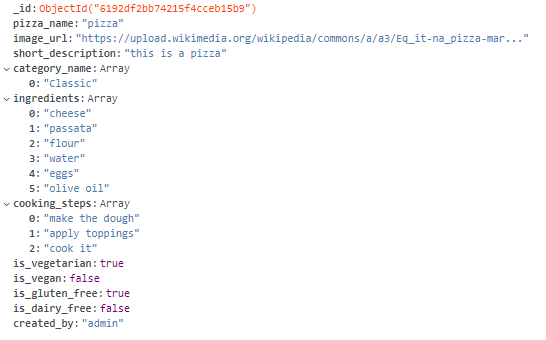 _id: ObjectId("6192df2bb74215f4cceb15b9")
pizza_name: "pizza"
image_url: "https://upload.wikimedia.org/wikipedia/commons/a/a3/Eq_it-na_pizza-mar..."
short_description: "this is a pizza"
category_name: Array
0: "Classic"
ingredients: Array
0: "cheese"
1: "passata"
2: "flour"
3: "water"
4: "eggs"
5: "olive oil"
cooking_steps: Array
0: "make the dough"
1: "apply toppings"
2: "cook it"
is_vegetarian: true
is_vegan: false
is_gluten_free: true
is_dairy_free: false
created_by: "admin"